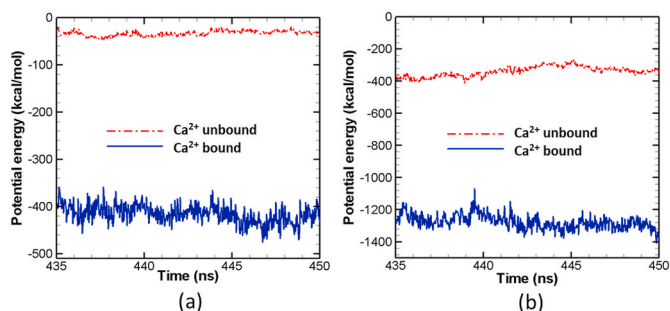 0
-100
-200
-300
-400
-500
Potential energy (kcal/mol)
Ca²⁺ unbound
Ca²⁺ bound
435
440
445
450
Time (ns)
(a)
0
-200
-400
-600
-800
-1000
-1200
-1400
Potential energy (kcal/mol)
Ca²⁺ unbound
Ca²⁺ bound
435
440
445
450
Time (ns)
(b)